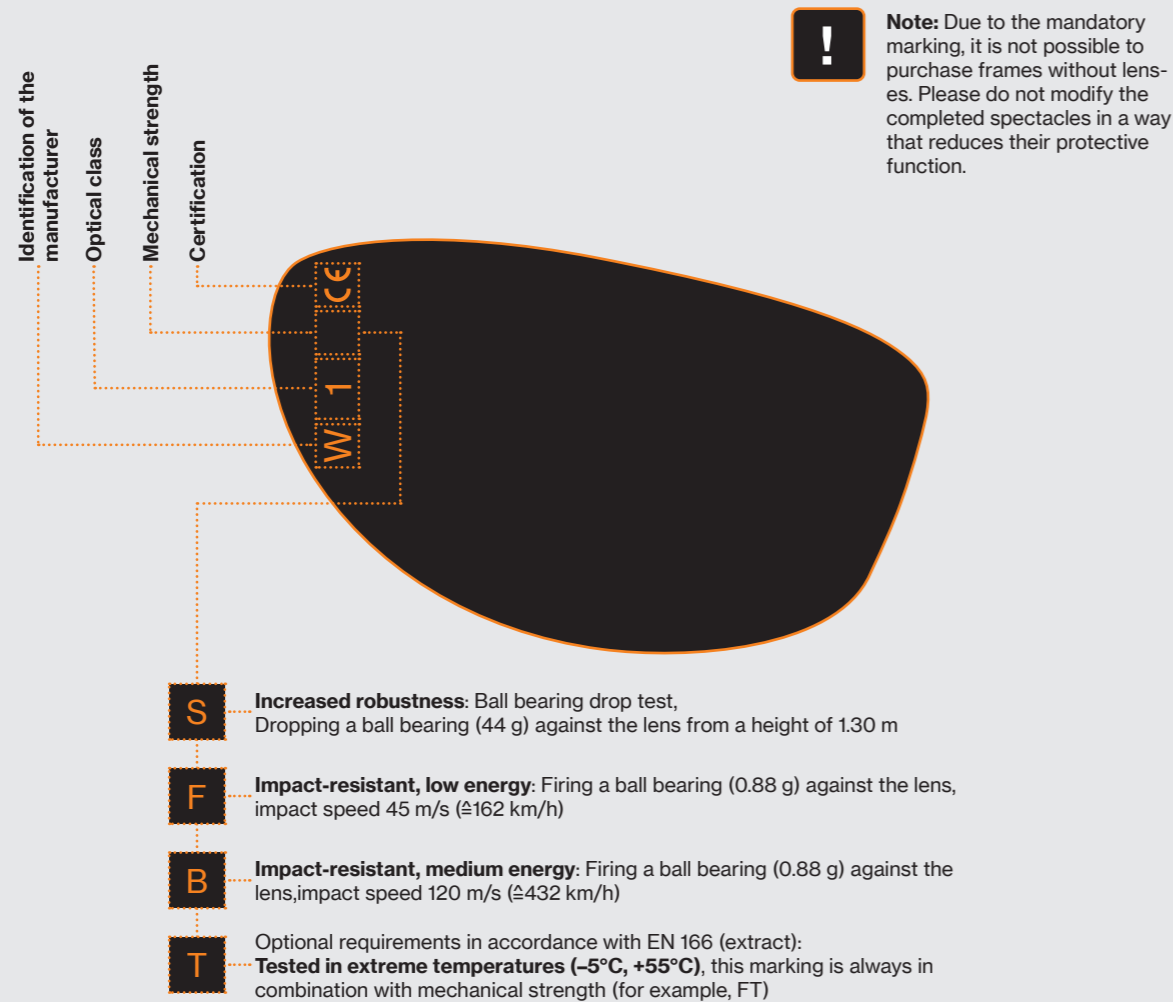 Note: Due to the mandatory
marking, it is not possible to
purchase frames without lens-
es. Please do not modify the
completed spectacles in a way
that reduces their protective
function.
Identification of the
manufacturer
Optical class
Mechanical strength
Certification
W 1 CE
S
Increased robustness: Ball bearing drop test,
Dropping a ball bearing (44 g) against the lens from a height of 1.30 m
F
Impact-resistant, low energy: Firing a ball bearing (0.88 g) against the lens,
impact speed 45 m/s (≙162 km/h)
B
Impact-resistant, medium energy: Firing a ball bearing (0.88 g) against the
lens,impact speed 120 m/s (≙432 km/h)
T
Optional requirements in accordance with EN 166 (extract):
Tested in extreme temperatures (–5°C, +55°C), this marking is always in
combination with mechanical strength (for example, FT)